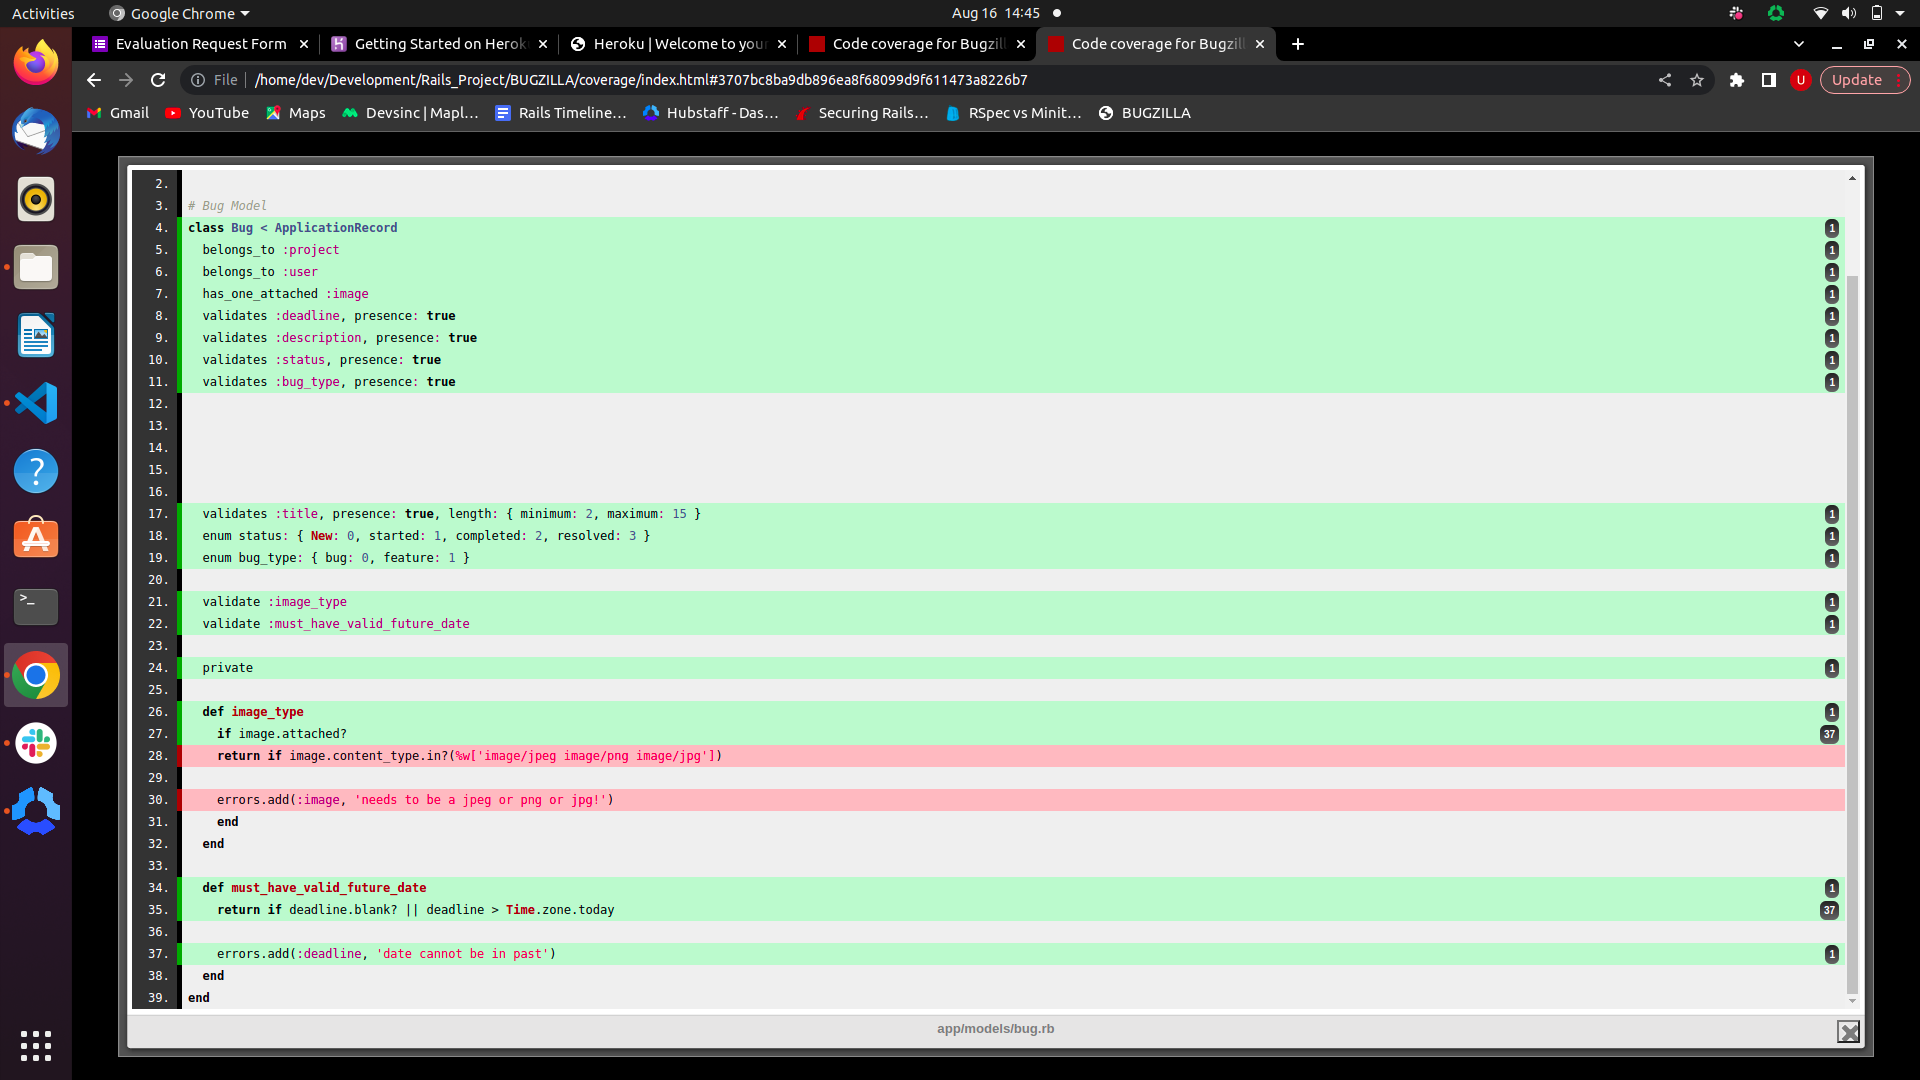 Activities
Google Chrome
Aug 16 14:45
Evaluation Request Form
Getting Started on Herok
Heroku | Welcome to your
Code coverage for Bugzill
Code coverage for Bugzill
File
/home/dev/Development/Rails_Project/BUGZILLA/coverage/index.html#3707bc8ba9db896ea8f68099d9f611473a8226b7
U
Update
Gmail
YouTube
Maps
Devsinc | Mapl...
Rails Timeline...
Hubstaff - Das...
Securing Rails...
RSpec vs Minit...
BUGZILLA
2.
3. # Bug Model
4. class Bug < ApplicationRecord 1
5. belongs_to :project 1
6. belongs_to :user 1
7. has_one_attached :image 1
8. validates :deadline, presence: true 1
9. validates :description, presence: true 1
10. validates :status, presence: true 1
11. validates :bug_type, presence: true 1
12.
13.
14.
15.
16.
17. validates :title, presence: true, length: { minimum: 2, maximum: 15 } 1
18. enum status: { New: 0, started: 1, completed: 2, resolved: 3 } 1
19. enum bug_type: { bug: 0, feature: 1 } 1
20.
21. validate :image_type 1
22. validate :must_have_valid_future_date 1
23.
24. private 1
25.
26. def image_type 1
27. if image.attached? 37
28. return if image.content_type.in?(%w['image/jpeg image/png image/jpg'])
29.
30. errors.add(:image, 'needs to be a jpeg or png or jpg!')
31. end
32. end
33.
34. def must_have_valid_future_date 1
35. return if deadline.blank? || deadline > Time.zone.today 37
36.
37. errors.add(:deadline, 'date cannot be in past') 1
38. end
39. end
app/models/bug.rb